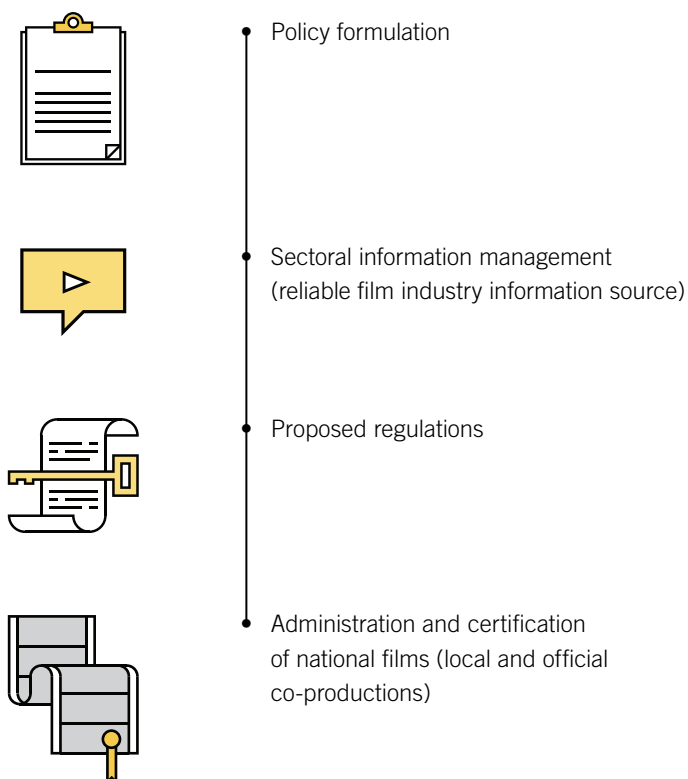 Policy formulation
Sectoral information management
(reliable film industry information source)
Proposed regulations
Administration and certification
of national films (local and official
co-productions)